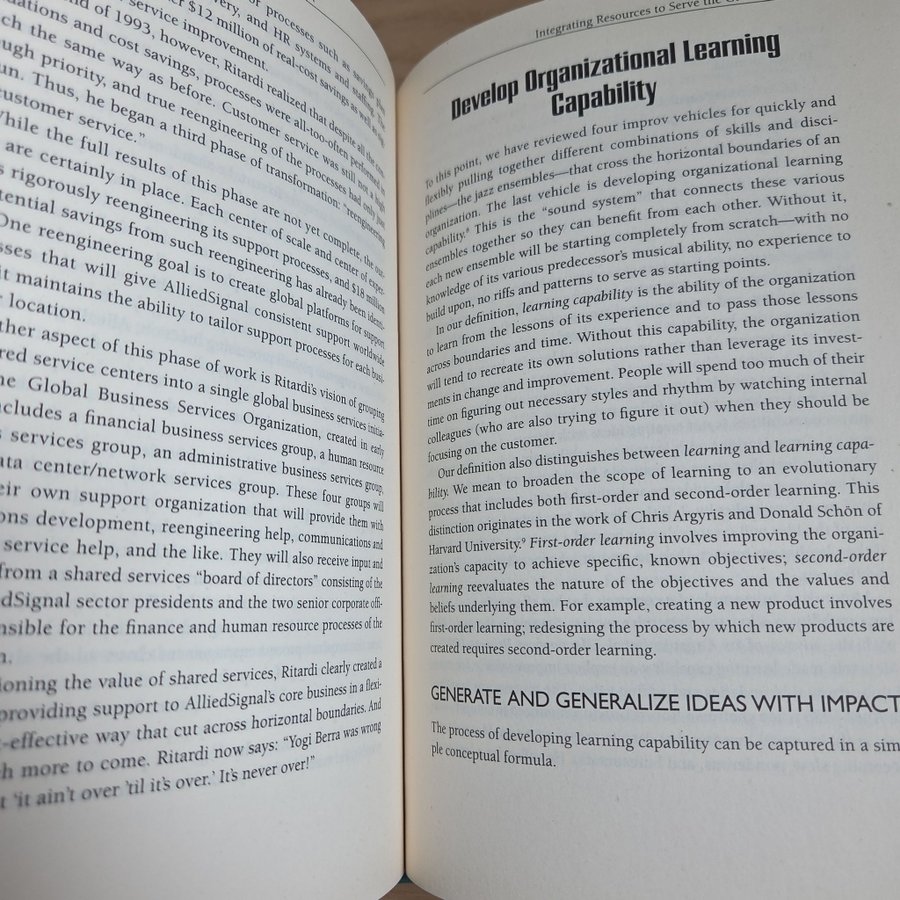 of processes such as
very, and HR systems and staffing. The
$12 million of real-cost savings as well as
service improvement.
nd of 1993, however, Ritardi realized that despite all the
dations and cost savings, processes were all-too-often performed in
ch the same way as before. Customer service was still not a high
ugh priority, and true reengineering of the processes had only just
un. Thus, he began a third phase of transformation: "reengineering
customer service."
While the full results of this phase are not yet complete, the
are certainly in place. Each center of scale and center of exper-
s rigorously reengineering its support processes, and $18 million
tential savings from such reengineering has already been identi-
One reengineering goal is to create global platforms for support
sses that will give AlliedSignal consistent support worldwide
it maintains the ability to tailor support processes for each busi-
r location.
ther aspect of this phase of work is Ritardi's vision of grouping
red service centers into a single global business services initia-
he Global Business Services Organization, created in early
ncludes a financial business services group, a human resource
s services group, an administrative business services group,
ata center/network services group. These four groups will
eir own support organization that will provide them with
ons development, reengineering help, communications and
service help, and the like. They will also receive input and
from a shared services "board of directors" consisting of the
dSignal sector presidents and the two senior corporate offi-
nsible for the finance and human resource processes of the
n.
ioning the value of shared services, Ritardi clearly created a
providing support to AlliedSignal's core business in a flexi-
-effective way that cut across horizontal boundaries. And
h more to come. Ritardi now says: "Yogi Berra was wrong
t 'it ain't over 'til it's over.' It's never over!"
Integrating Resources to Serve the
Develop Organizational Learning
Capability
To this point, we have reviewed four improv vehicles for quickly and
flexibly pulling together different combinations of skills and disci-
plines—the jazz ensembles—that cross the horizontal boundaries of an
organization. The last vehicle is developing organizational learning
capability.⁸ This is the "sound system" that connects these various
ensembles together so they can benefit from each other. Without it,
each new ensemble will be starting completely from scratch—with no
knowledge of its various predecessor's musical ability, no experience to
build upon, no riffs and patterns to serve as starting points.
In our definition, learning capability is the ability of the organization
to learn from the lessons of its experience and to pass those lessons
across boundaries and time. Without this capability, the organization
will tend to recreate its own solutions rather than leverage its invest-
ments in change and improvement. People will spend too much of their
time on figuring out necessary styles and rhythm by watching internal
colleagues (who are also trying to figure it out) when they should be
focusing on the customer.
Our definition also distinguishes between learning and learning capa-
bility. We mean to broaden the scope of learning to an evolutionary
process that includes both first-order and second-order learning. This
distinction originates in the work of Chris Argyris and Donald Schön of
Harvard University.⁹ First-order learning involves improving the organi-
zation's capacity to achieve specific, known objectives; second-order
learning reevaluates the nature of the objectives and the values and
beliefs underlying them. For example, creating a new product involves
first-order learning; redesigning the process by which new products are
created requires second-order learning.
GENERATE AND GENERALIZE IDEAS WITH IMPACT
The process of developing learning capability can be captured in a sim
ple conceptual formula.